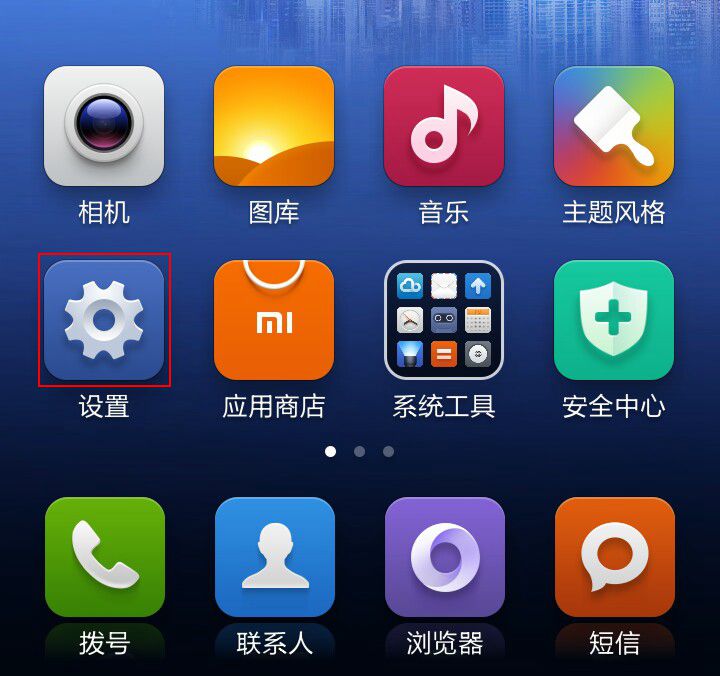 相机
图库
音乐
主题风格
设置
mi
应用商店
系统工具
安全中心
拨号
联系人
浏览器
短信